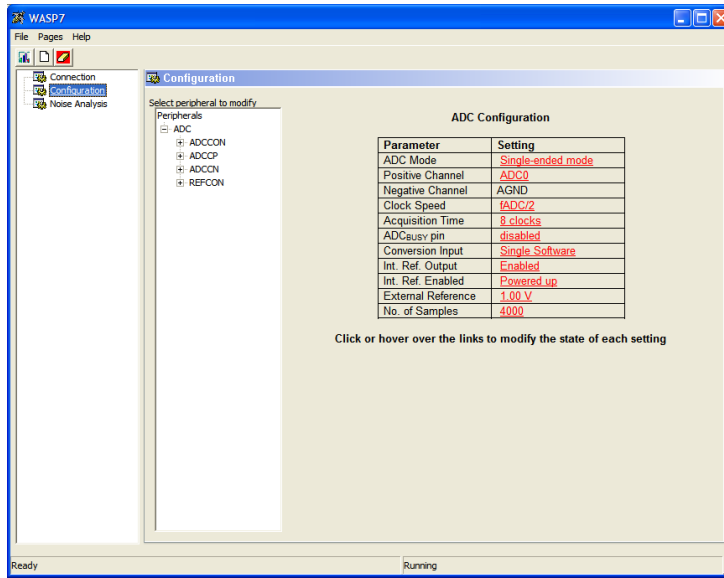 WASP7
File Pages Help
Connection
Configuration
Noise Analysis
Configuration
Select peripheral to modify
Peripherals
ADC
ADCCON
ADCCP
ADCCN
REFCON
ADC Configuration
Parameter Setting
ADC Mode Single-ended mode
Positive Channel ADC0
Negative Channel AGND
Clock Speed fADC/2
Acquisition Time 8 clocks
ADCBUSY pin disabled
Conversion Input Single Software
Int. Ref. Output Enabled
Int. Ref. Enabled Powered up
External Reference 1.00 V
No. of Samples 4000
Click or hover over the links to modify the state of each setting
Ready Running